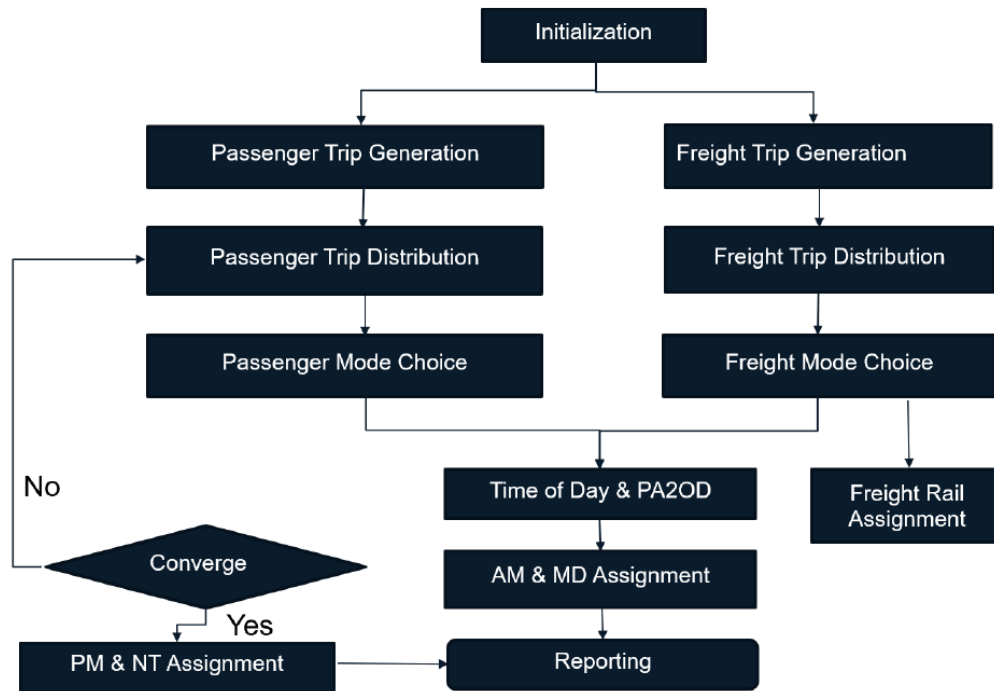 Initialization
Passenger Trip Generation
Freight Trip Generation
Passenger Trip Distribution
Freight Trip Distribution
Passenger Mode Choice
Freight Mode Choice
No
Time of Day & PA2OD
Freight Rail
Assignment
Converge
AM & MD Assignment
Yes
PM & NT Assignment
Reporting